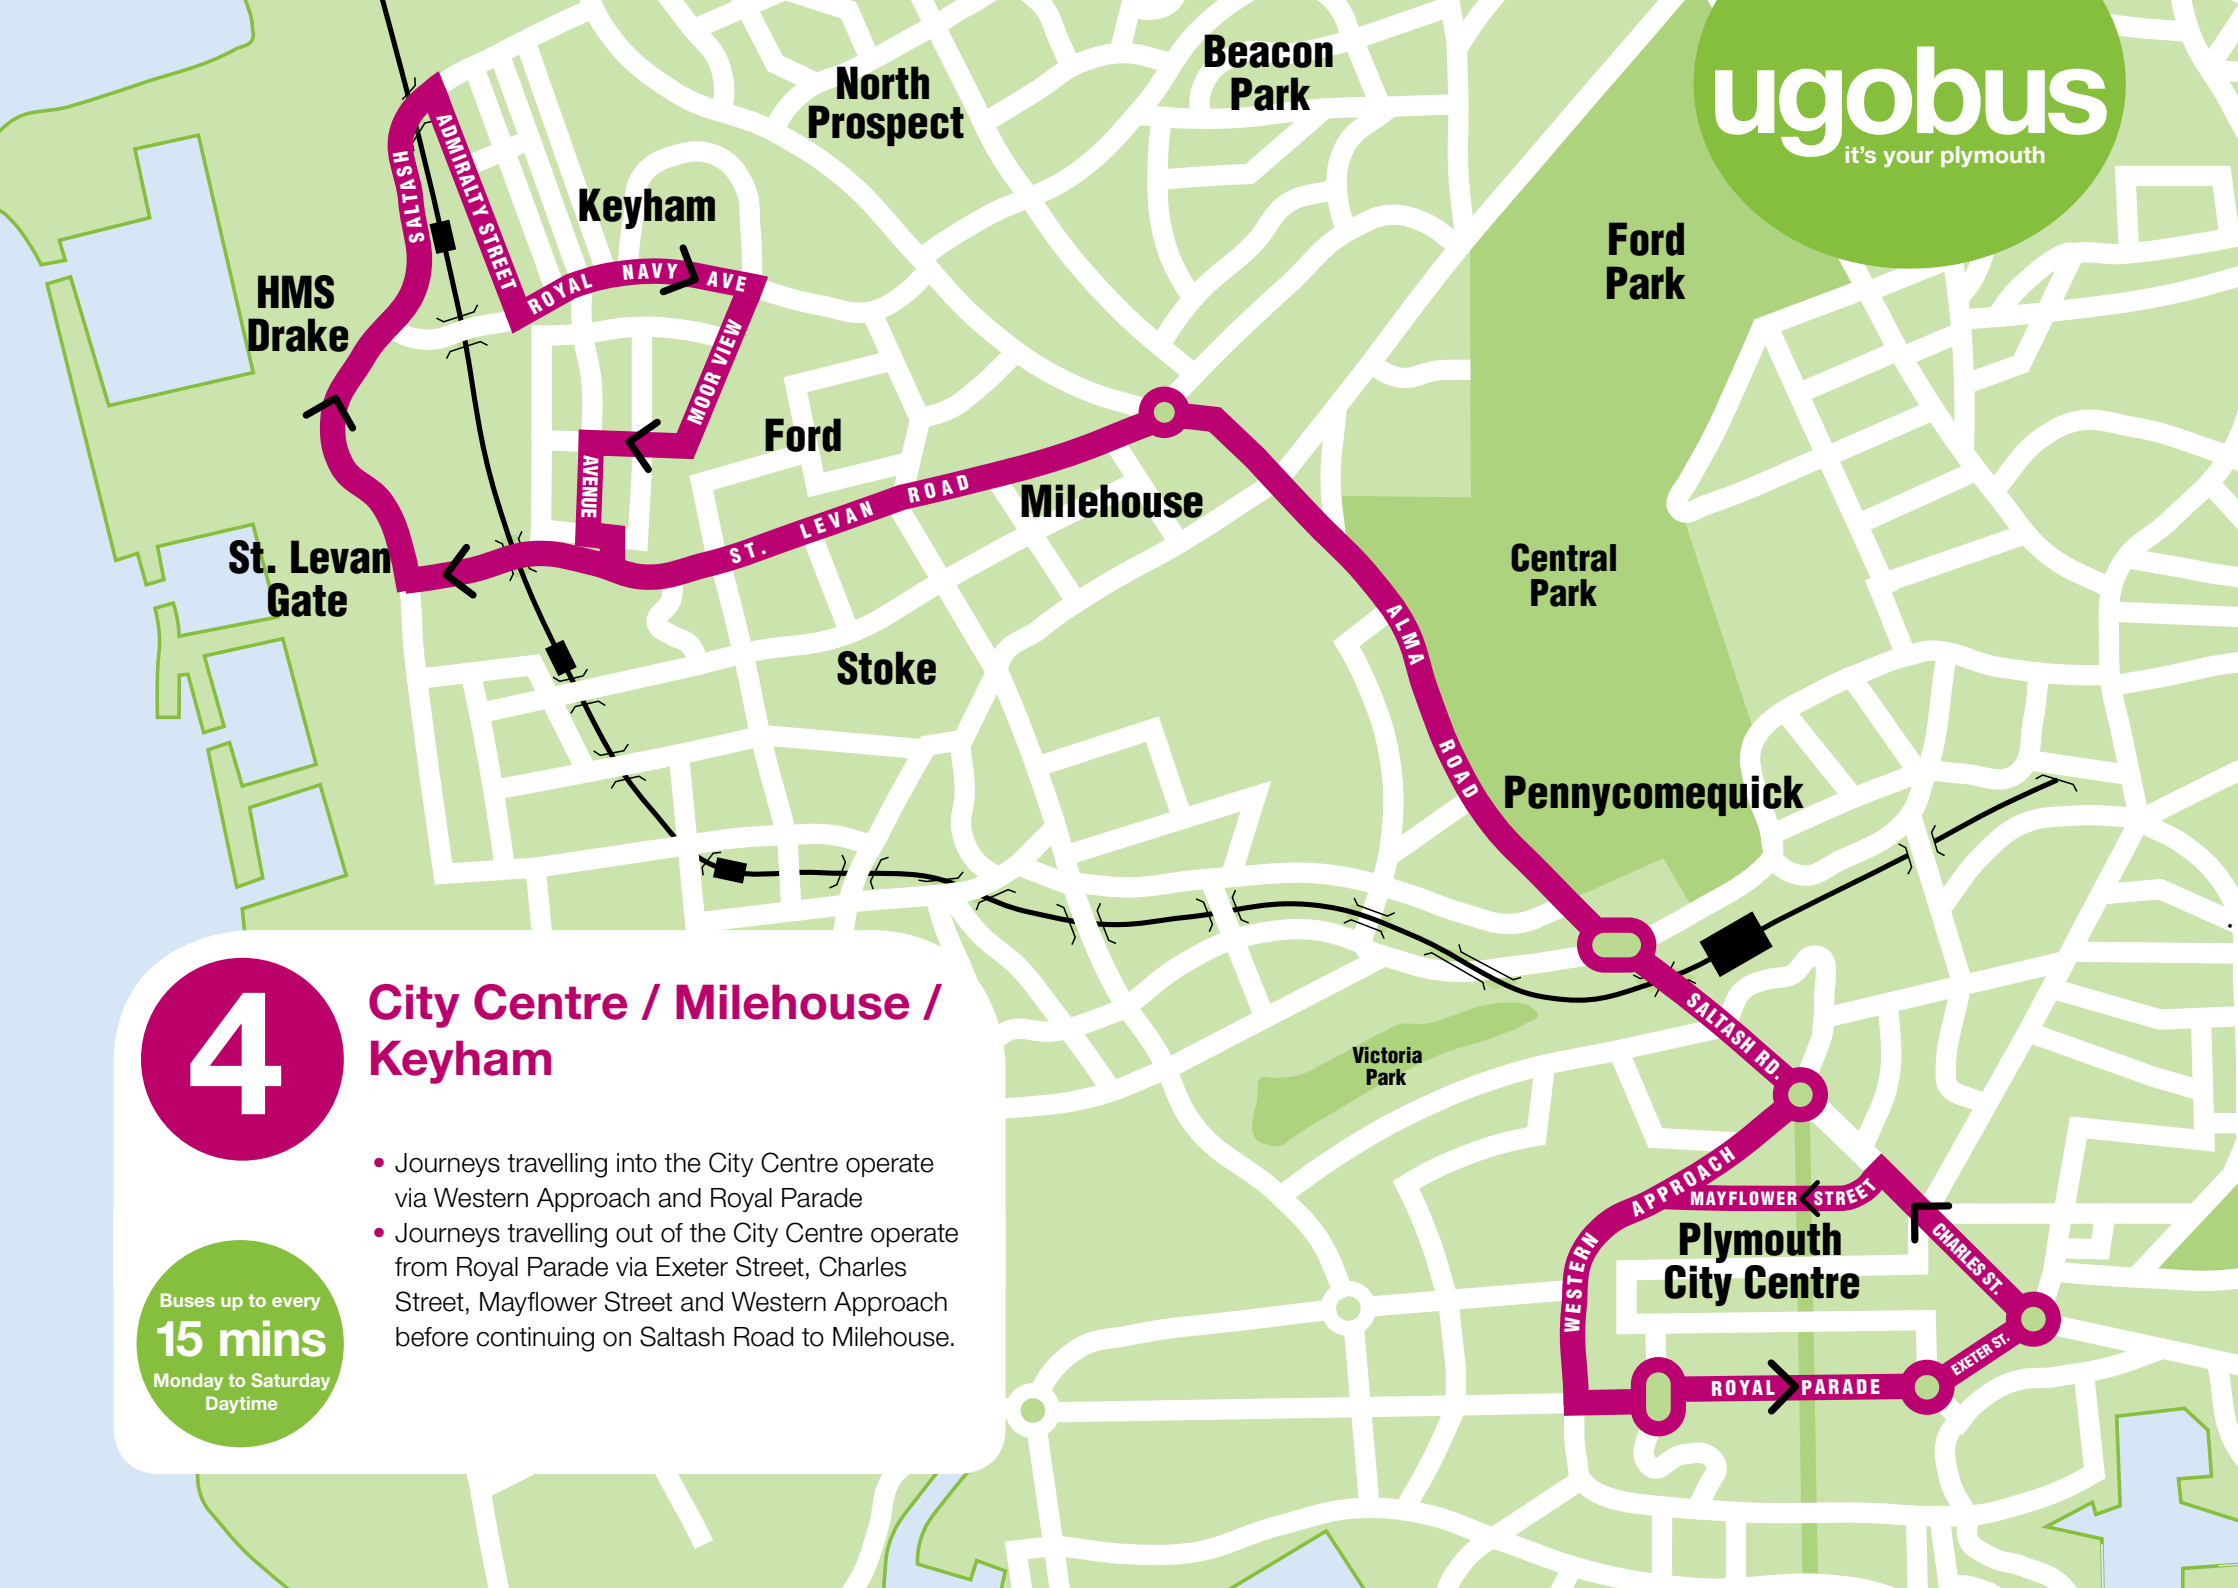 ugobus
it's your plymouth
Beacon
Park
North
Prospect
Keyham
HMS
Drake
SALTASH
ADMIRALTY STREET
ROYAL NAVY AVE
MOOR VIEW
AVENUE
Ford
Ford
Park
St. Levan
Gate
ST. LEVAN ROAD
Milehouse
Central
Park
Stoke
ALMA ROAD
Pennycomequick
SALTASH RD.
Victoria
Park
WESTERN APPROACH
MAYFLOWER STREET
Plymouth
City Centre
CHARLES ST.
EXETER ST.
ROYAL PARADE
4
City Centre / Milehouse /
Keyham
• Journeys travelling into the City Centre operate
via Western Approach and Royal Parade
• Journeys travelling out of the City Centre operate
from Royal Parade via Exeter Street, Charles
Street, Mayflower Street and Western Approach
before continuing on Saltash Road to Milehouse.
Buses up to every
15 mins
Monday to Saturday
Daytime